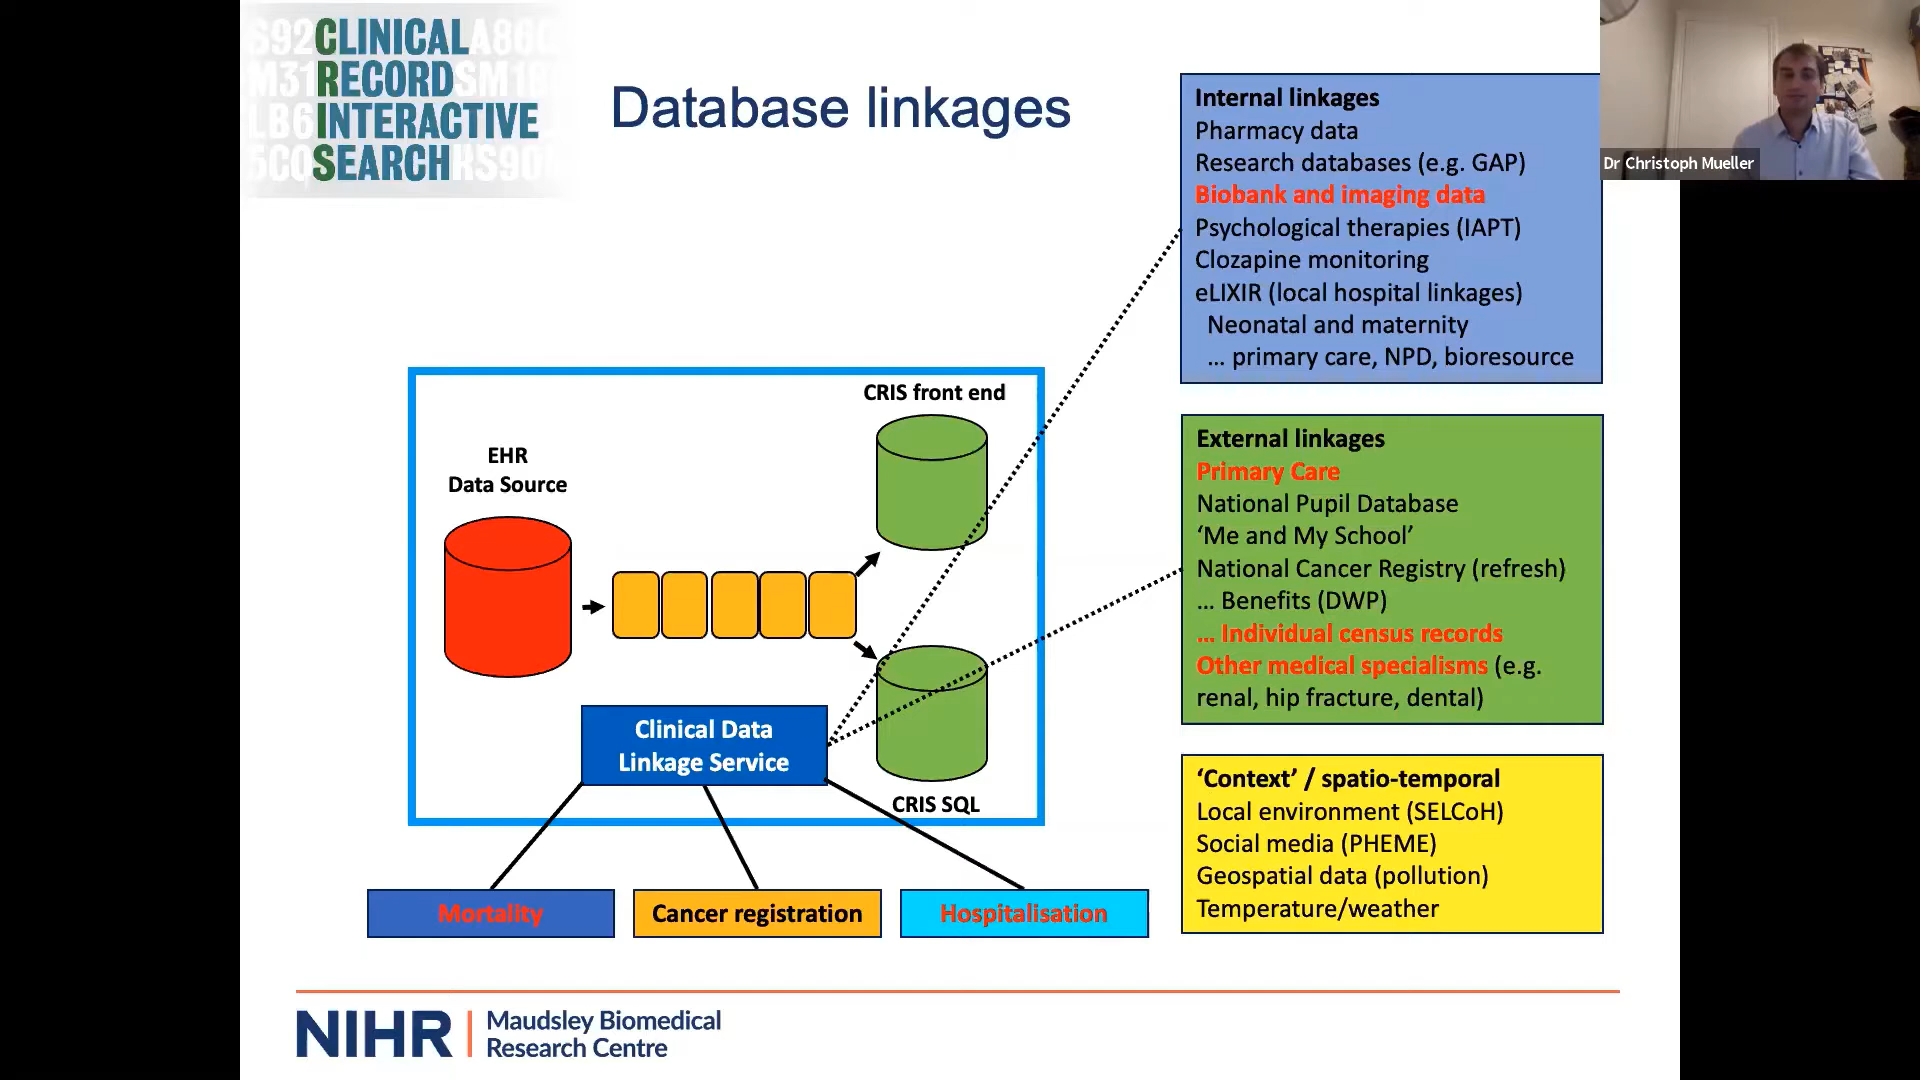 CLINICAL
RECORD
INTERACTIVE
SEARCH
Database linkages
Internal linkages
Pharmacy data
Research databases (e.g. GAP)
Biobank and imaging data
Psychological therapies (IAPT)
Clozapine monitoring
eLIXIR (local hospital linkages)
Neonatal and maternity
... primary care, NPD, bioresource
Dr Christoph Mueller
External linkages
Primary Care
National Pupil Database
‘Me and My School’
National Cancer Registry (refresh)
... Benefits (DWP)
... Individual census records
Other medical specialisms (e.g.
renal, hip fracture, dental)
‘Context’ / spatio-temporal
Local environment (SELCoH)
Social media (PHEME)
Geospatial data (pollution)
Temperature/weather
CRIS front end
EHR
Data Source
Clinical Data
Linkage Service
CRIS SQL
Mortality
Cancer registration
Hospitalisation
NIHR
Maudsley Biomedical
Research Centre